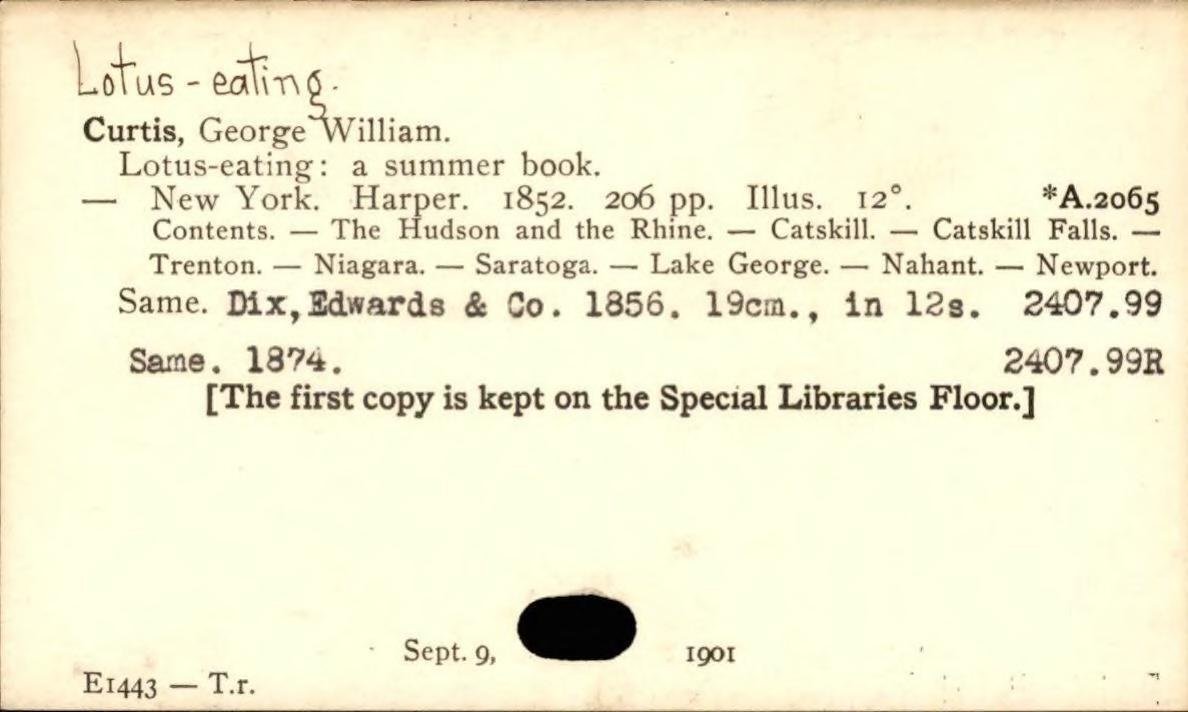 Lotus-eating.
Curtis, George William.
Lotus-eating: a summer book.
— New York. Harper. 1852. 206 pp. Illus. 12°. *A.2065
Contents. — The Hudson and the Rhine. — Catskill. — Catskill Falls. —
Trenton. — Niagara. — Saratoga. — Lake George. — Nahant. — Newport.
Same. Dix,Edwards & Co. 1856. 19cm., in 12s. 2407.99
Same. 1874. 2407.99R
[The first copy is kept on the Special Libraries Floor.]
Sept. 9, 1901
E1443 — T.r.